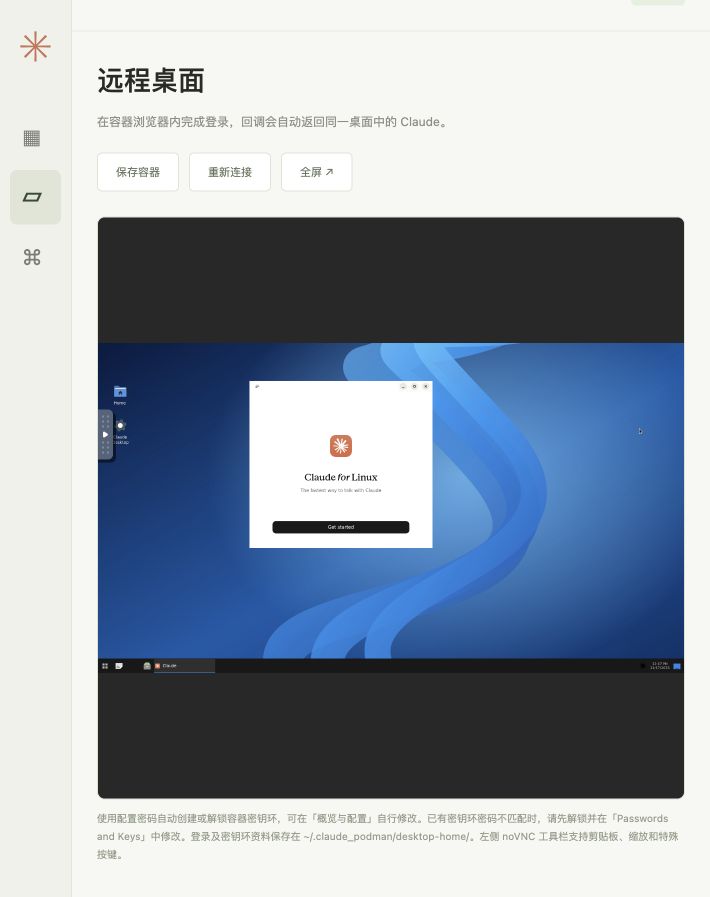 远程桌面
在容器浏览器内完成登录，回调会自动返回同一桌面中的 Claude。
保存容器
重新连接
全屏 ↗
Home
Claude for Linux
The fastest way to talk with Claude
Get started
Claude
使用配置密码自动创建或解锁容器密钥环，可在「概览与配置」自行修改。已有密钥环密码不匹配时，请先解锁并在「Passwords
and Keys」中修改。登录及密钥环资料保存在 ~/.claude_podman/desktop-home/。左侧 noVNC 工具栏支持剪贴板、缩放和特殊
按键。